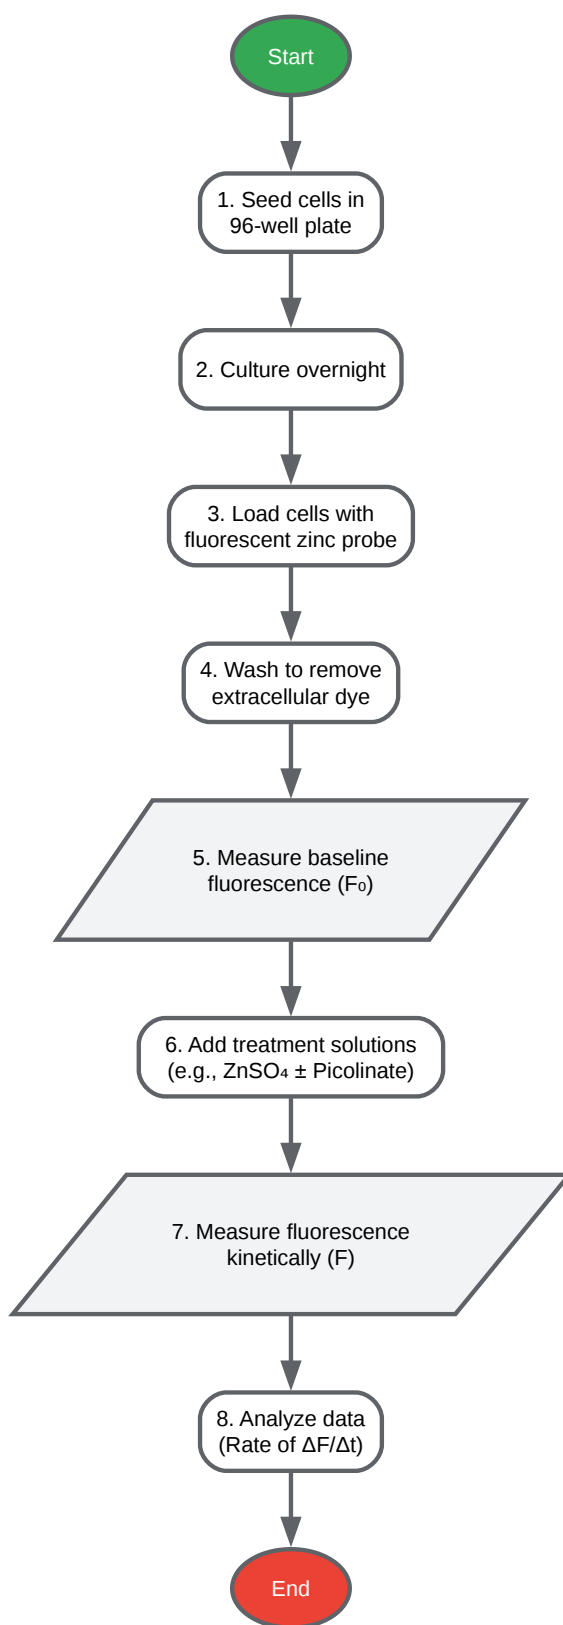 Start
1. Seed cells in
96-well plate
2. Culture overnight
3. Load cells with
fluorescent zinc probe
4. Wash to remove
extracellular dye
5. Measure baseline
fluorescence (F₀)
6. Add treatment solutions
(e.g., ZnSO₄ ± Picolinate)
7. Measure fluorescence
kinetically (F)
8. Analyze data
(Rate of ΔF/Δt)
End